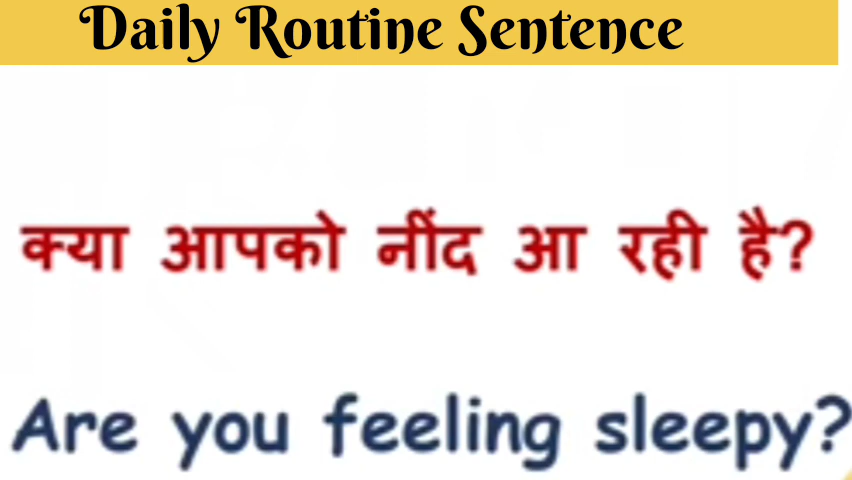 Daily Routine Sentence
क्या आपको नींद आ रही है?
Are you feeling sleepy?